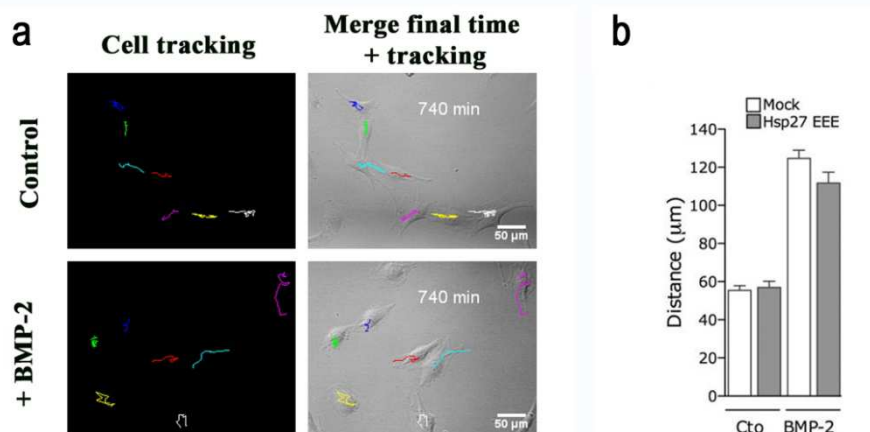 a
Cell tracking
Merge final time
+ tracking
Control
740 min
50 µm
+ BMP-2
740 min
50 µm
b
Mock
Hsp27 EEE
Distance (µm)
140
120
100
80
60
40
20
0
Cto
BMP-2